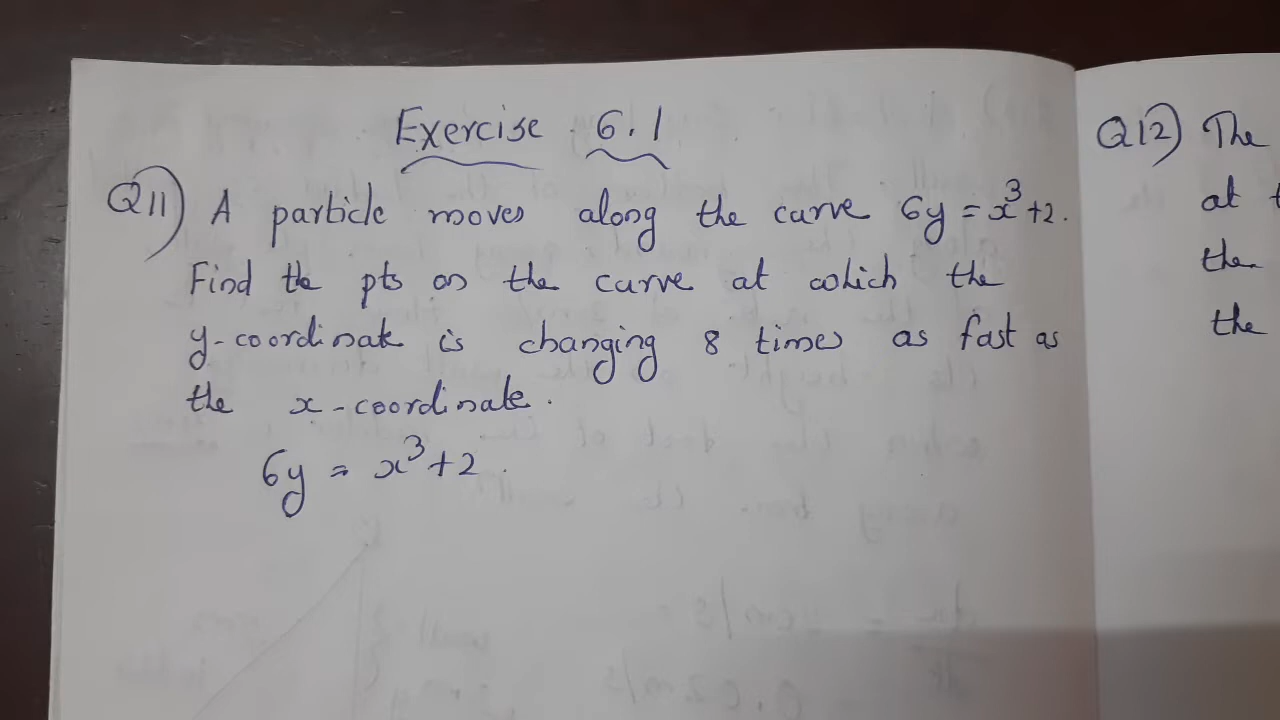 Exercise 6.1
Q11) A particle moves along the curve 6y = x³+2.
Find the pts on the curve at which the
y-coordinate is changing 8 times as fast as
the x-coordinate.
6y = x³+2.
Q12) The
at
the
the